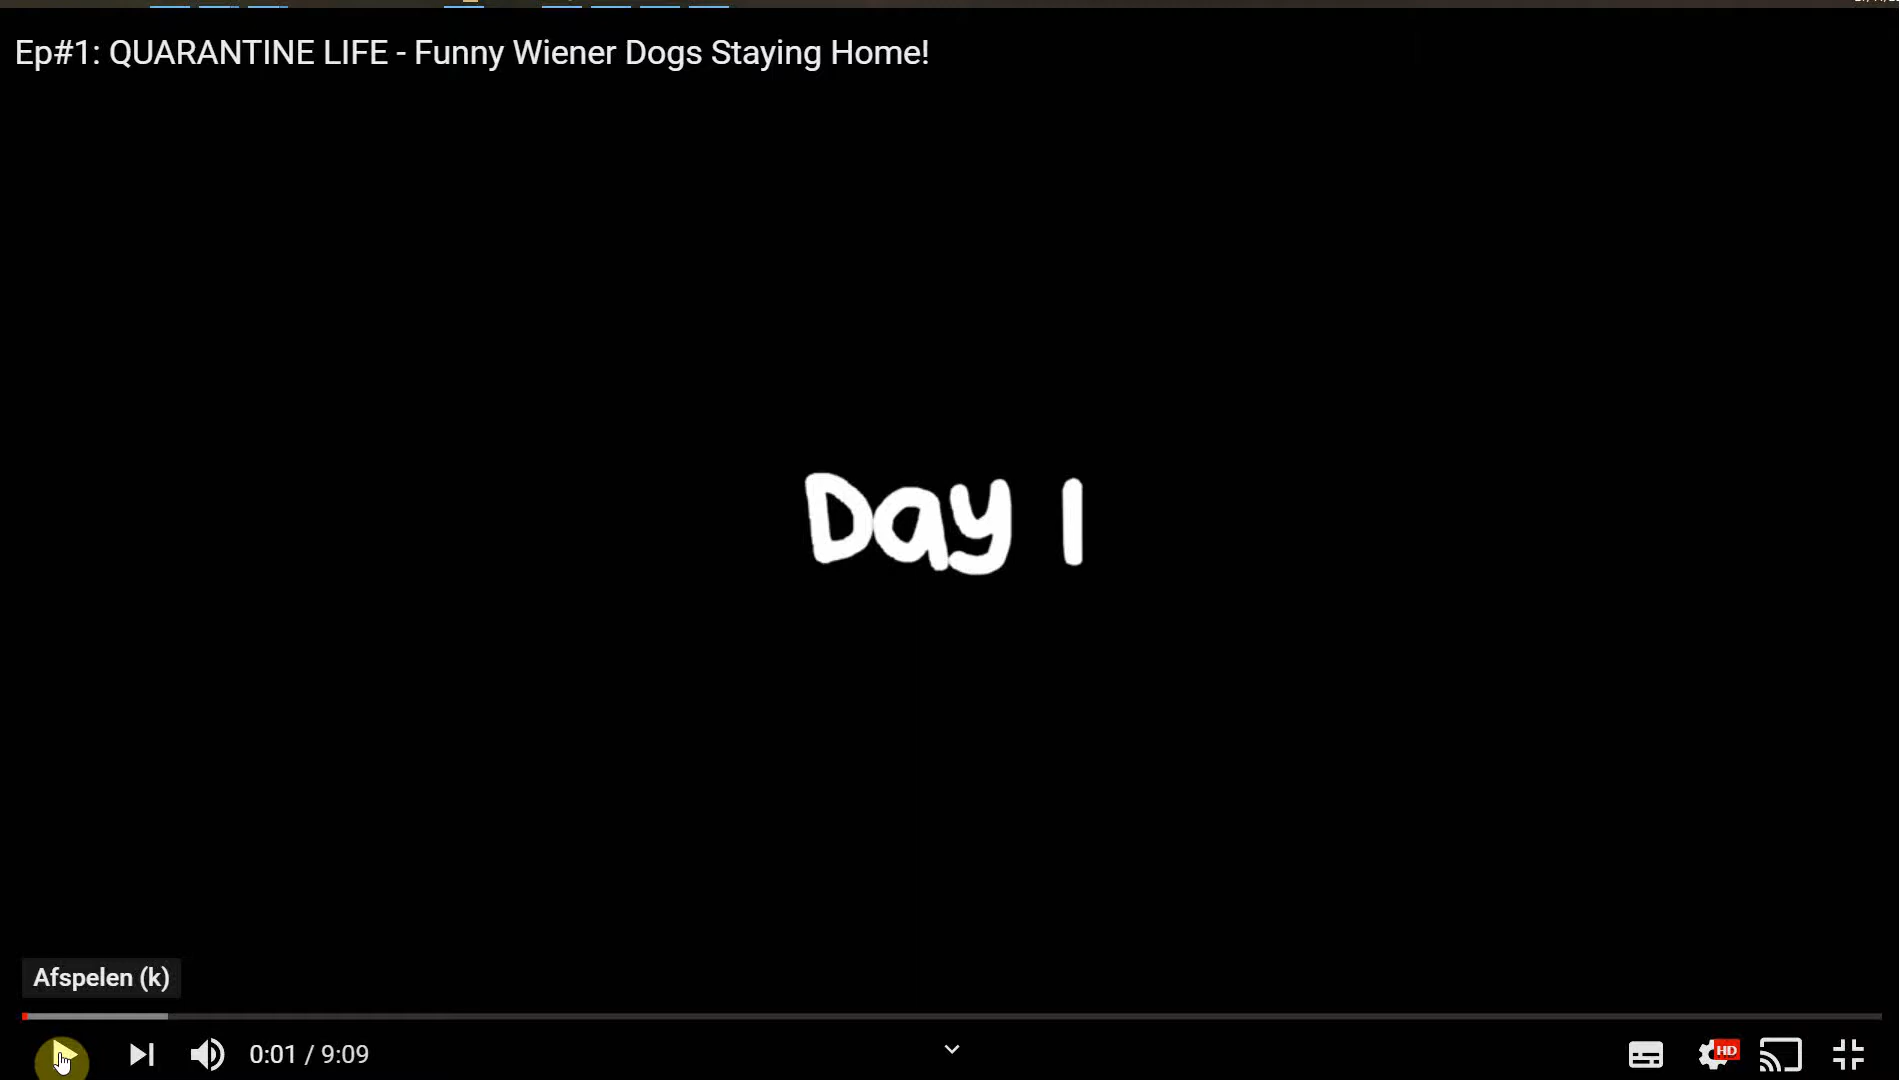 Ep#1: QUARANTINE LIFE - Funny Wiener Dogs Staying Home!
Day 1
Afspelen (k)
0:01 / 9:09
HD